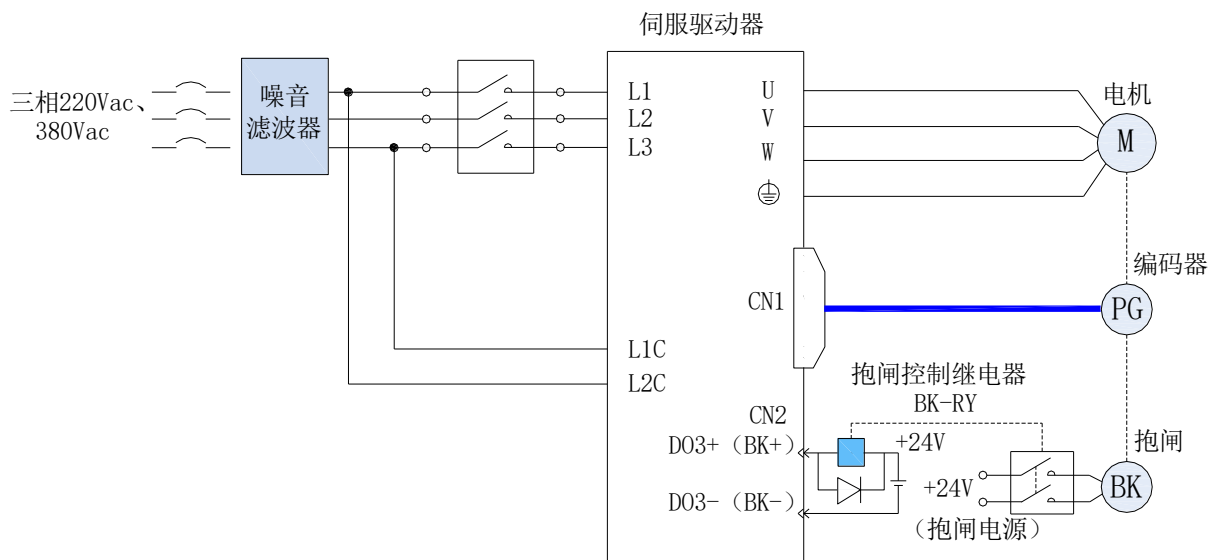 伺服驱动器
三相220Vac、
380Vac
噪音
滤波器
L1
L2
L3
U
V
W
电机
M
编码器
CN1
PG
L1C
L2C
抱闸控制继电器
BK-RY
CN2
DO3+（BK+）
+24V
抱闸
+24V
BK
DO3-（BK-）
（抱闸电源）